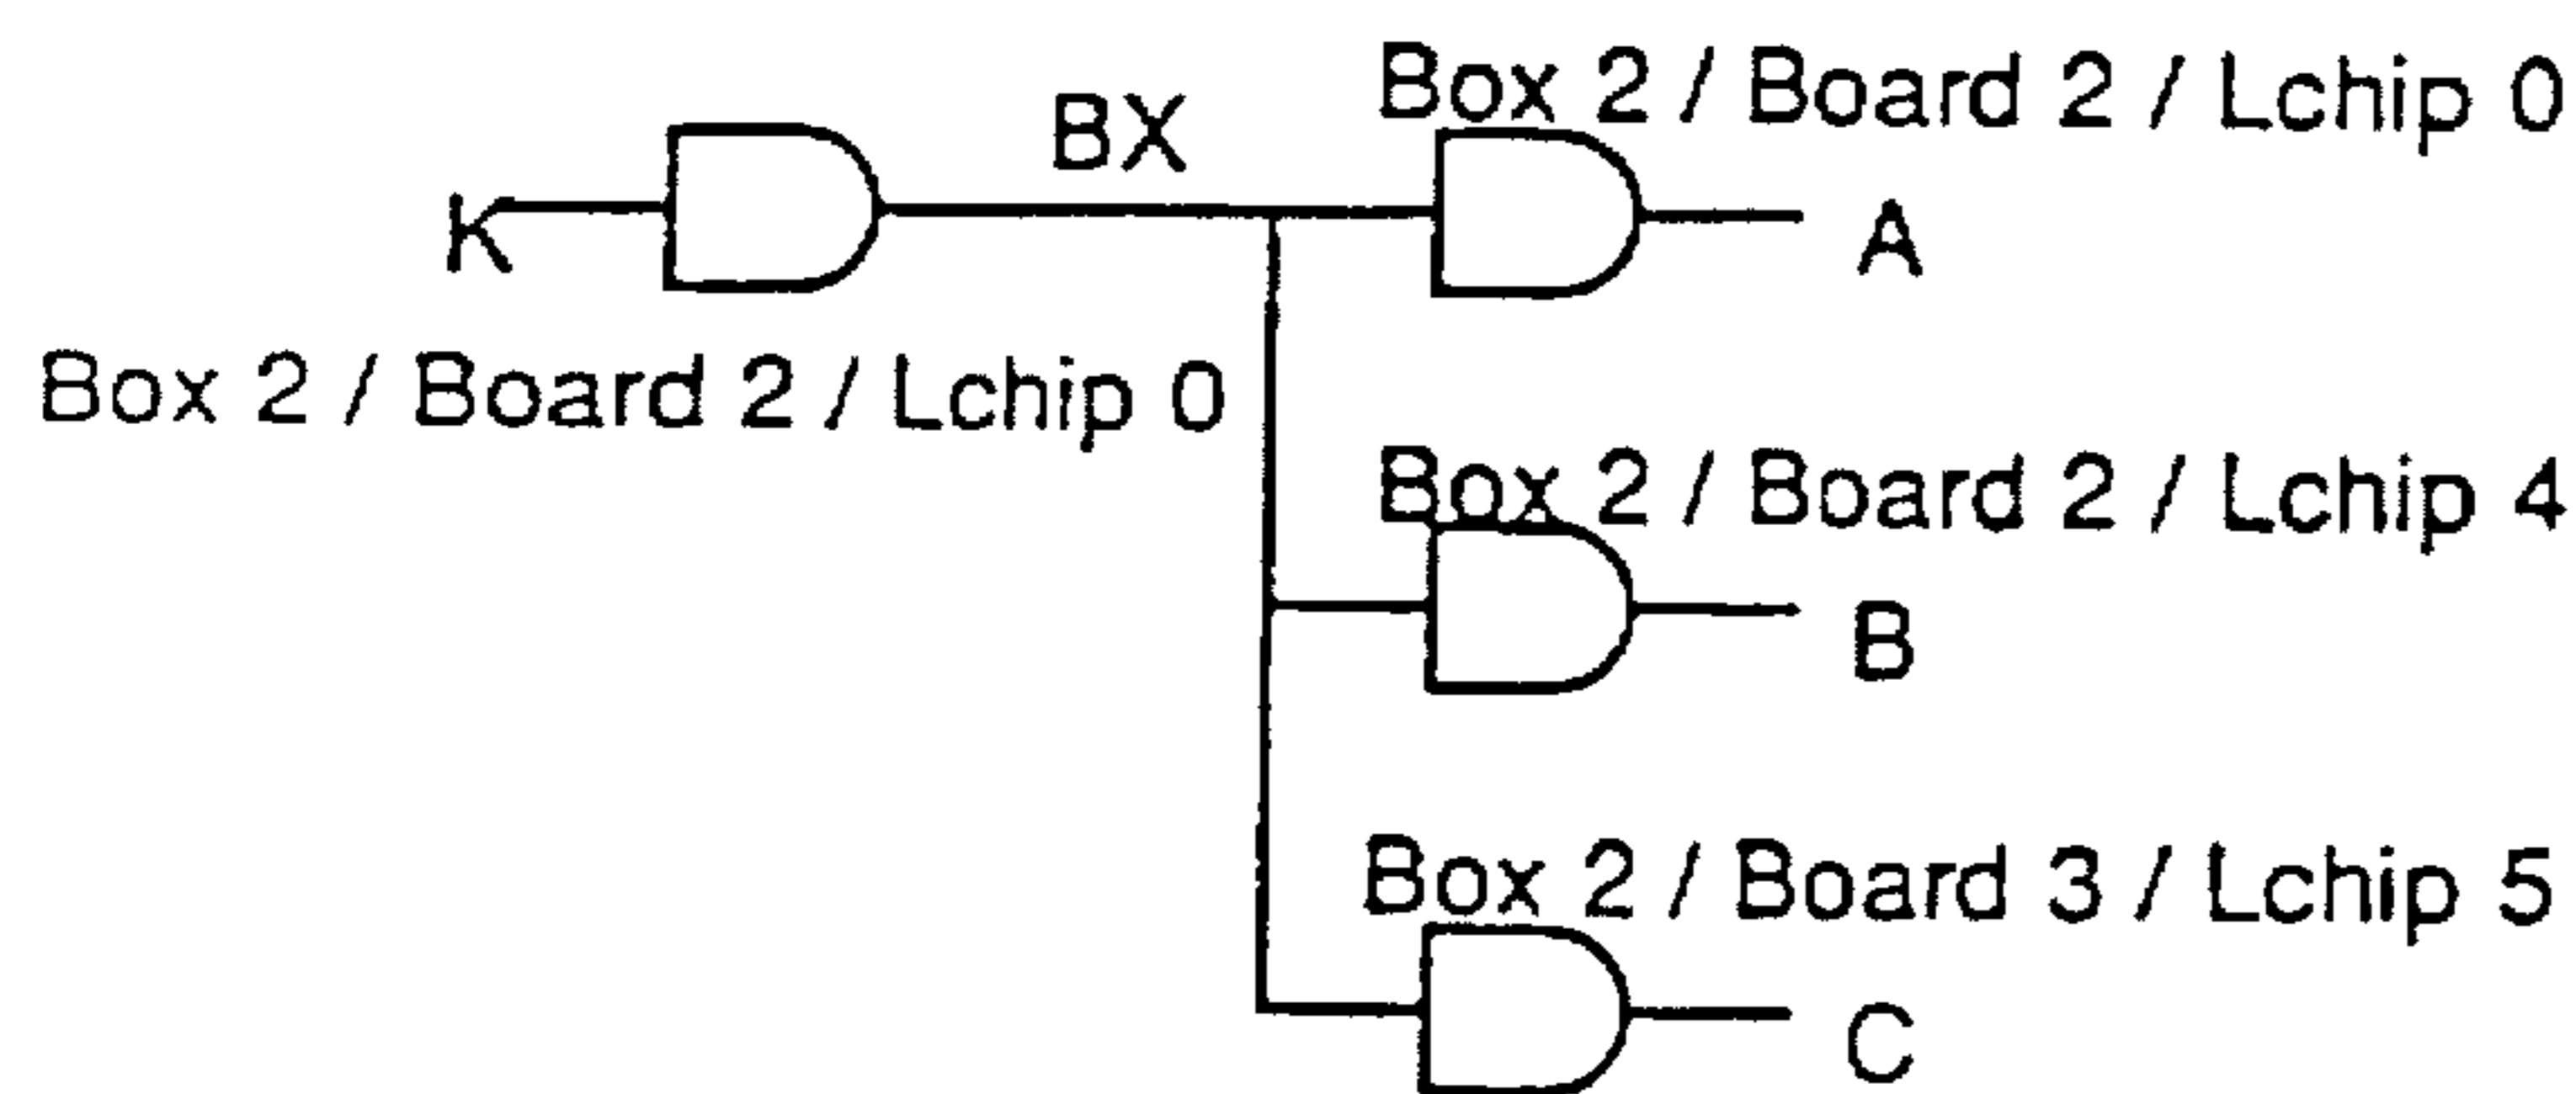 BX
Box 2 / Board 2 / Lchip 0
K
A
Box 2 / Board 2 / Lchip 0
Box 2 / Board 2 / Lchip 4
B
Box 2 / Board 3 / Lchip 5
C